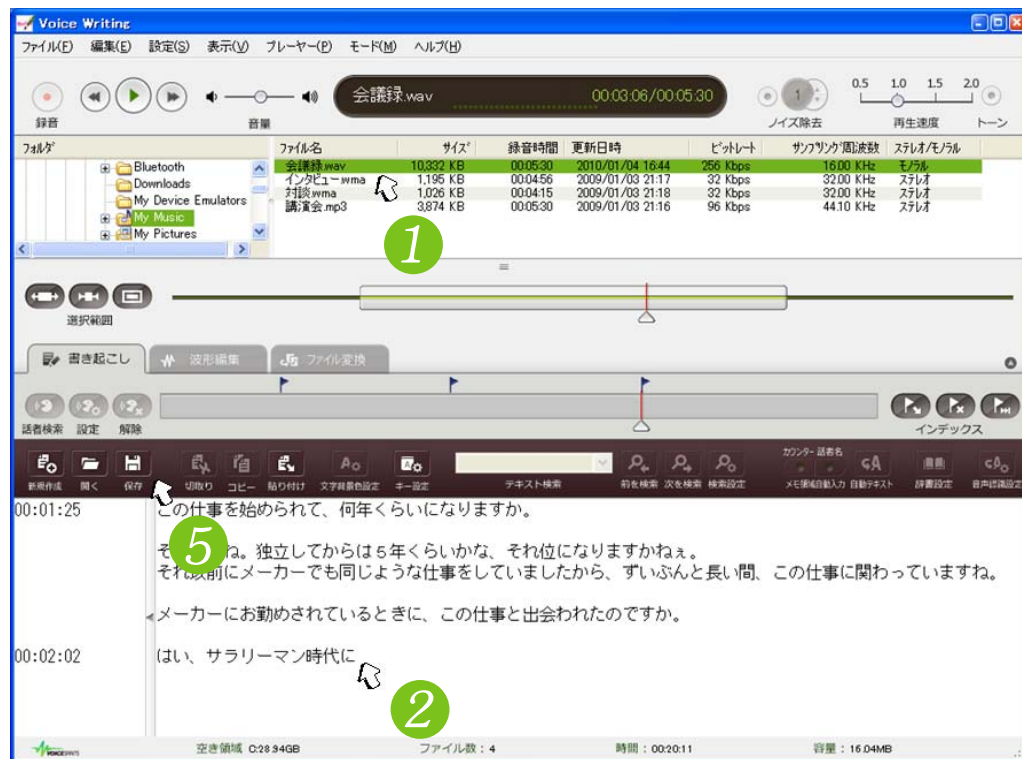 Voice Writing
ファイル(F) 編集(E) 設定(S) 表示(V) プレーヤー(P) モード(M) ヘルプ(H)
会議録.wav 00:03:06/00:05:30
1
0.5 1.0 1.5 2.0
録音 音量 ノイズ除去 再生速度 トーン
フォルダ ファイル名 サイズ 録音時間 更新日時 ビットレート サンプリング周波数 ステレオ/モノラル
Bluetooth 会議録.wav 10,332 KB 00:05:30 2010/01/04 16:44 256 Kbps 16.00 KHz モノラル
Downloads インタビュー.wma 1,195 KB 00:04:56 2009/01/03 21:17 32 Kbps 32.00 KHz ステレオ
My Device Emulators 対談.wma 1,026 KB 00:04:15 2009/01/03 21:18 32 Kbps 32.00 KHz ステレオ
My Music 講演会.mp3 3,874 KB 00:05:30 2009/01/03 21:16 96 Kbps 44.10 KHz ステレオ
My Pictures
1
選択範囲
書き起こし 波形編集 ファイル変換
話者検索 設定 解除 インデックス
カウンター 話者名
新規作成 開く 保存 切取り コピー 貼り付け 文字背景色設定 キー設定 テキスト検索 前を検索 次を検索 検索設定 メモ領域自動入力 自動テキスト 辞書設定 音声認識設定
00:01:25 この仕事を始められて、何年くらいになりますか。
5
ね。独立してからは5年くらいかな、それ位になりますかねぇ。
それ以前にメーカーでも同じような仕事をしていましたから、ずいぶんと長い間、この仕事に関わっていますね。
メーカーにお勤めされているときに、この仕事と出会われたのですか。
00:02:02 はい、サラリーマン時代に
2
空き領域 C:28.94GB ファイル数：4 時間：00:20:11 容量：16.04MB